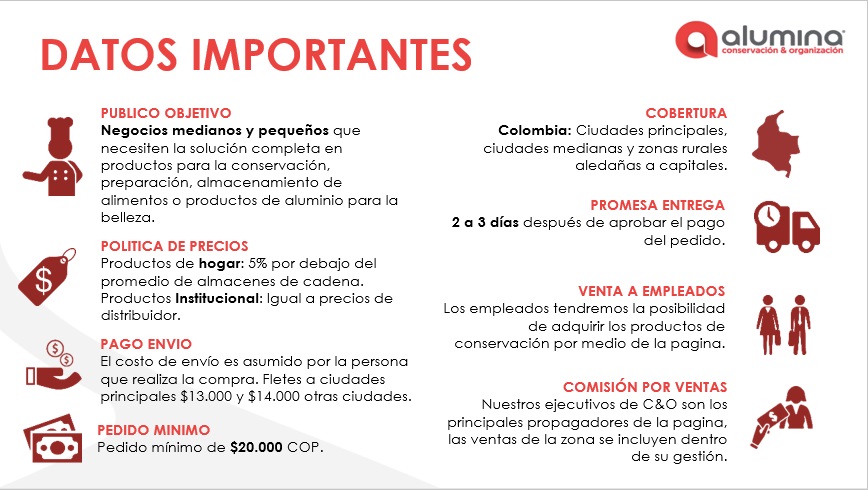 DATOS IMPORTANTES
alumina
conservación & organización
PUBLICO OBJETIVO
Negocios medianos y pequeños que
necesiten la solución completa en
productos para la conservación,
preparación, almacenamiento de
alimentos o productos de aluminio para la
belleza.
POLITICA DE PRECIOS
Productos de hogar: 5% por debajo del
promedio de almacenes de cadena.
Productos Institucional: Igual a precios de
distribuidor.
PAGO ENVIO
El costo de envío es asumido por la persona
que realiza la compra. Fletes a ciudades
principales $13.000 y $14.000 otras ciudades.
PEDIDO MINIMO
Pedido mínimo de $20.000 COP.
COBERTURA
Colombia: Ciudades principales,
ciudades medianas y zonas rurales
aledañas a capitales.
PROMESA ENTREGA
2 a 3 días después de aprobar el pago
del pedido.
VENTA A EMPLEADOS
Los empleados tendremos la posibilidad
de adquirir los productos de
conservación por medio de la pagina.
COMISIÓN POR VENTAS
Nuestros ejecutivos de C&O son los
principales propagadores de la pagina,
las ventas de la zona se incluyen dentro
de su gestión.